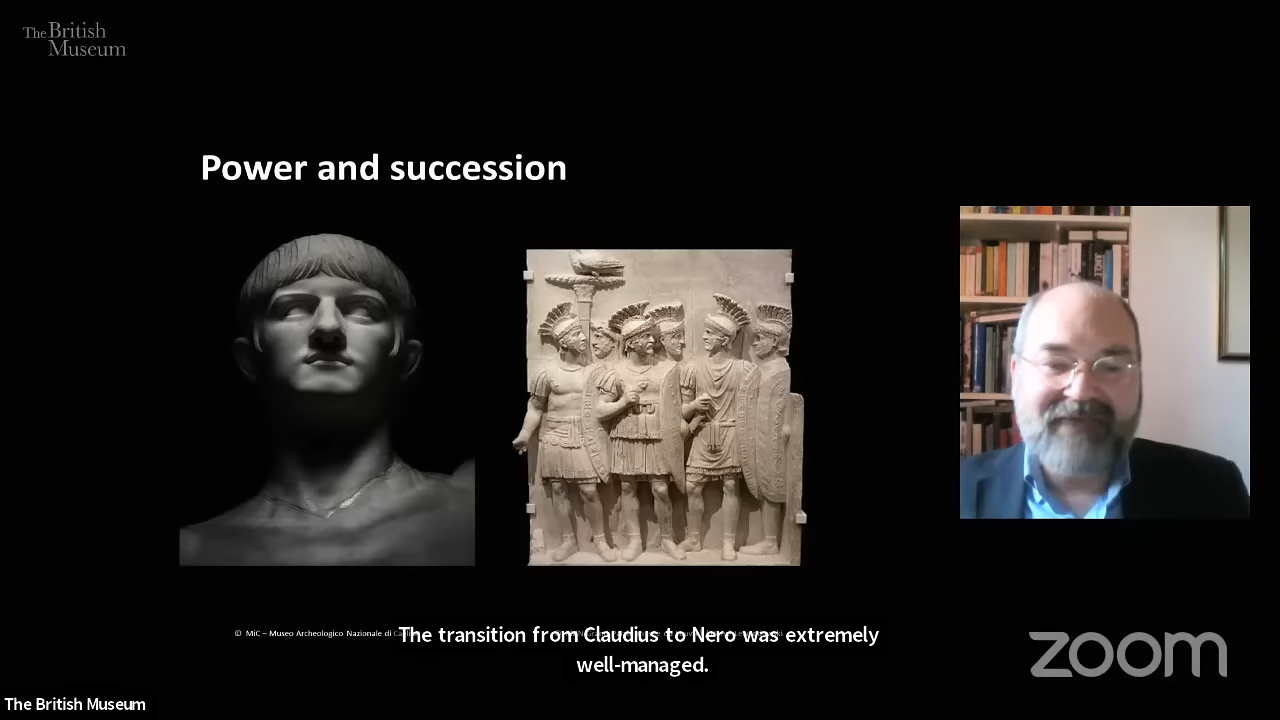 The British
Museum
Power and succession
© MiC – Museo Archeologico Nazionale di
The transition from Claudius to Nero was extremely
well-managed.
zoom
The British Museum